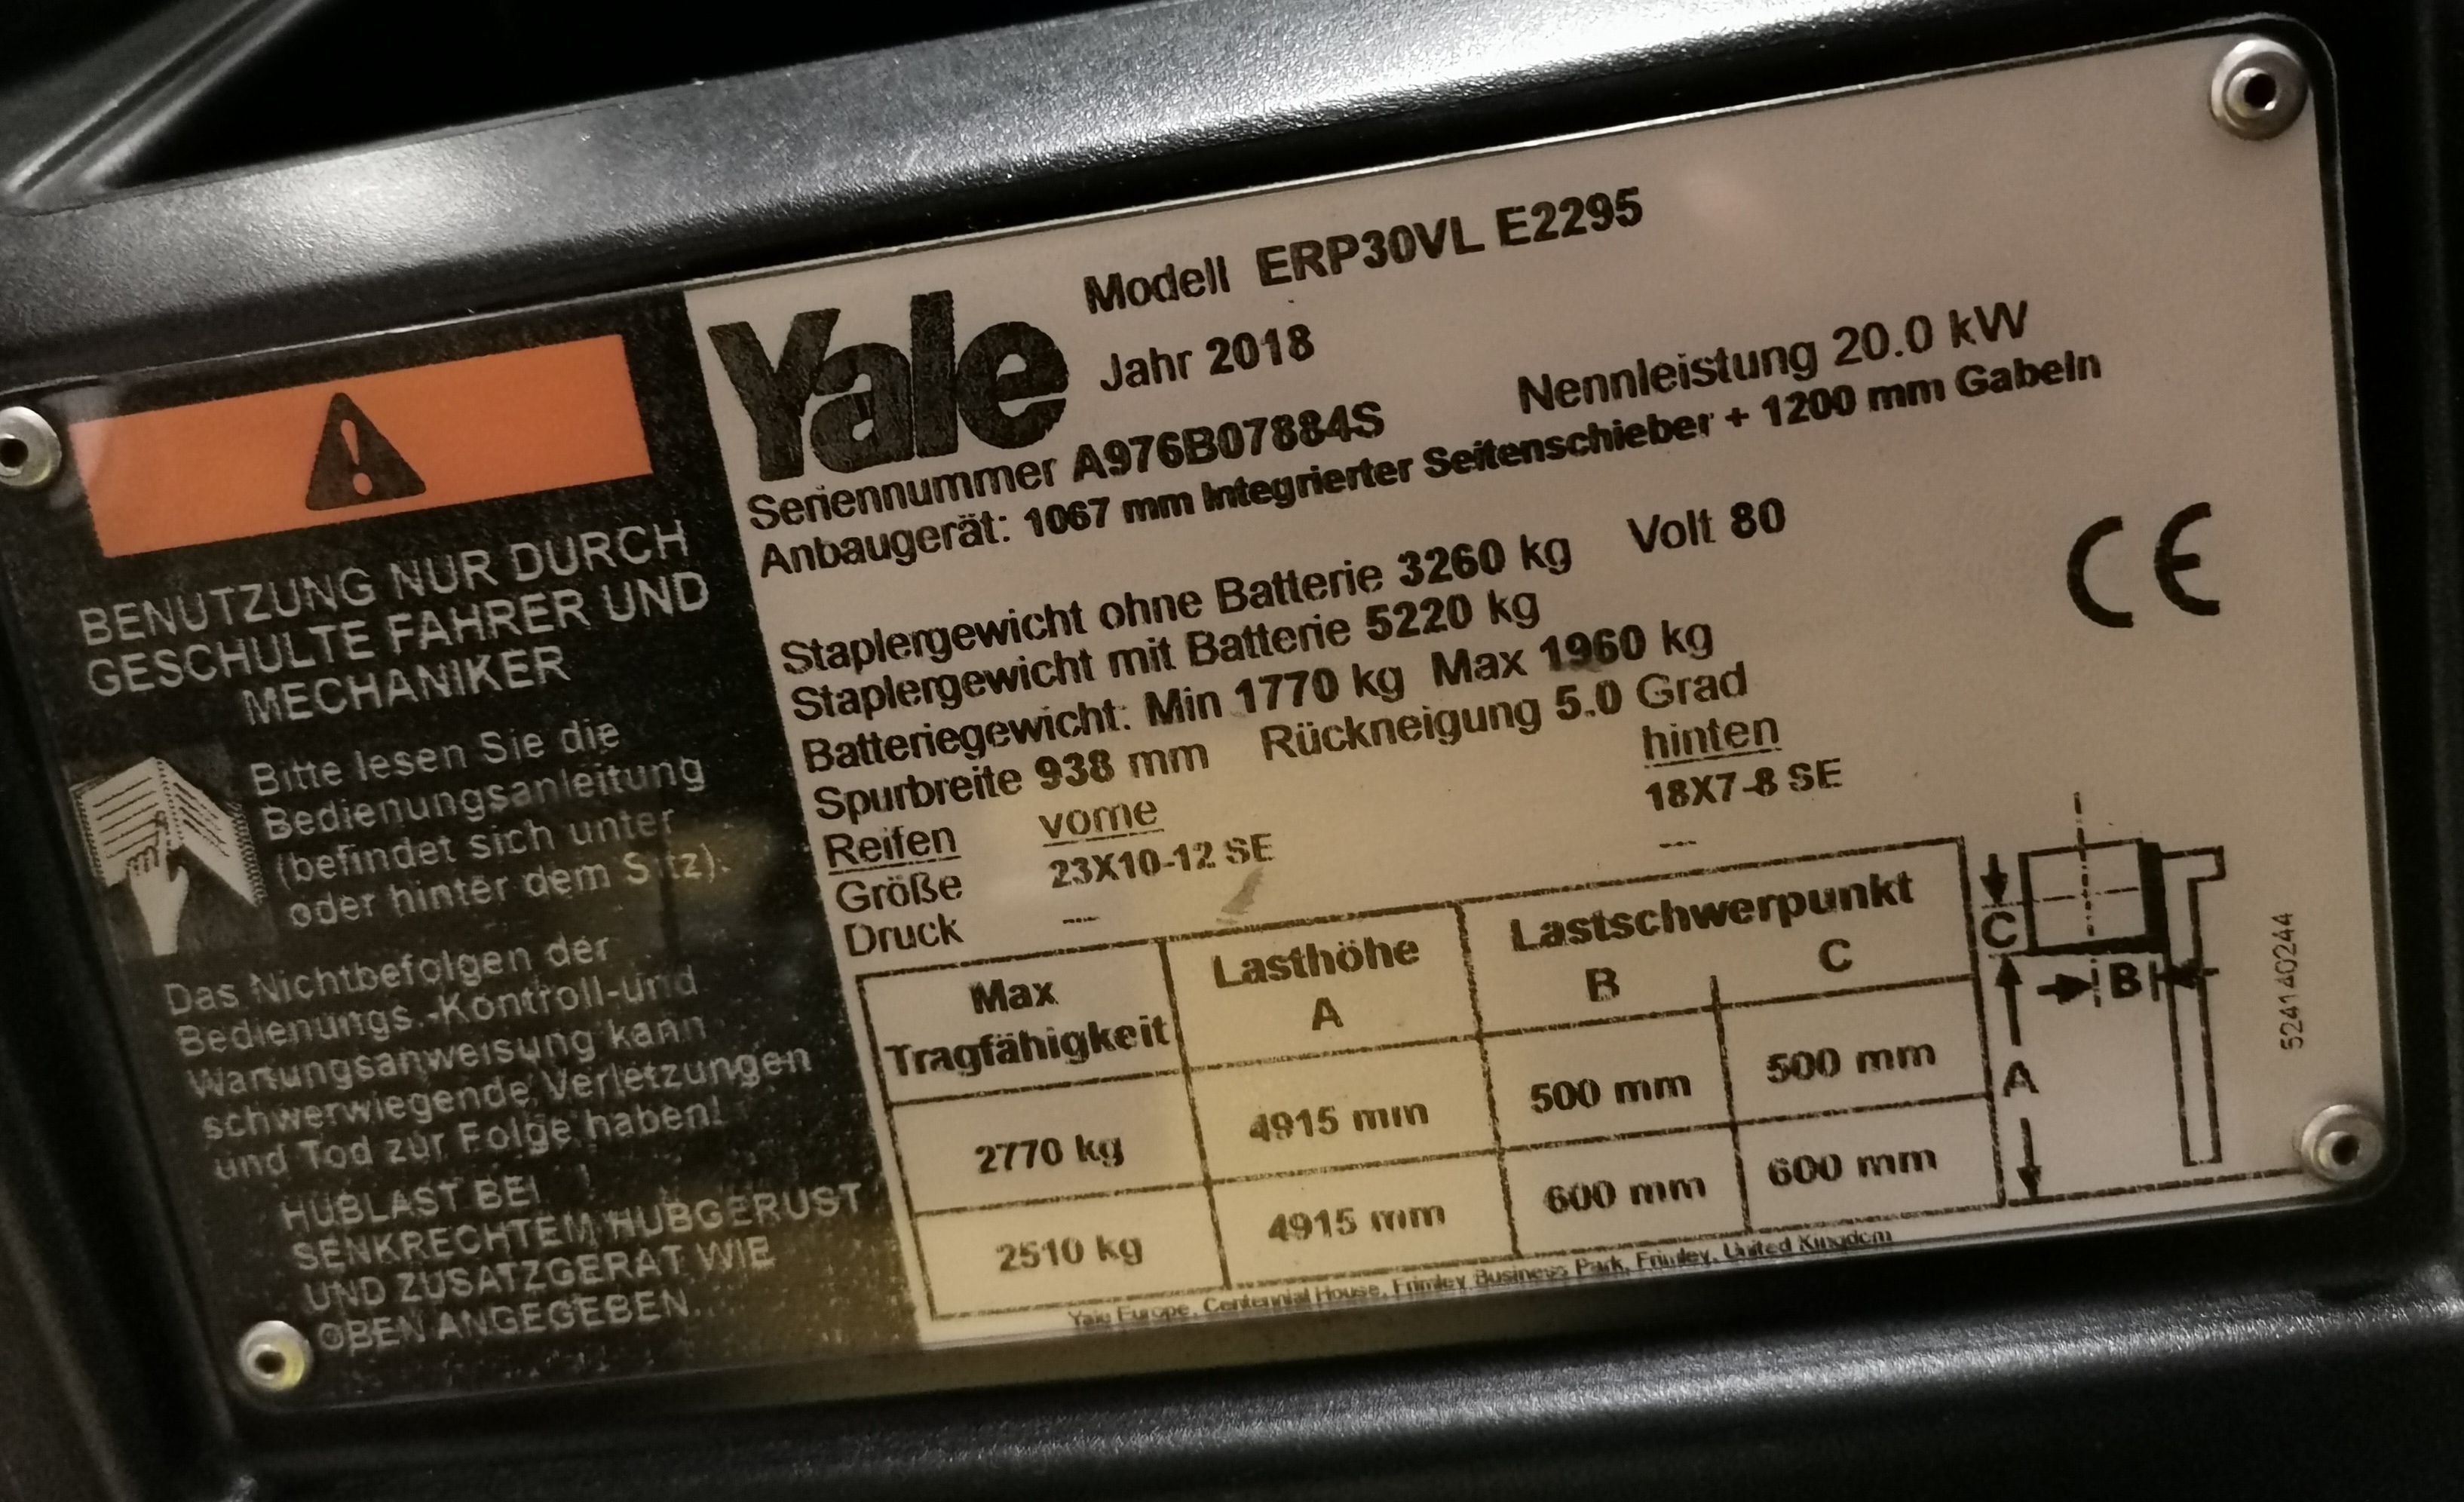 BENUTZUNG NUR DURCH
GESCHULTE FAHRER UND
MECHANIKER
Bitte lesen Sie die
Bedienungsanleitung
(befindet sich unter
oder hinter dem Sitz).
Das Nichtbefolgen der
Bedienungs.-Kontroll-und
Wartungsanweisung kann
schwerwiegende Verletzungen
und Tod zur Folge haben!
HUBLAST BEI
SENKRECHTEM HUBGERUST
UND ZUSATZGERAT WIE
OBEN ANGEGEBEN.
Yale
Modell ERP30VL E2295
Jahr 2018
Seriennummer A976B07884S Nennleistung 20.0 kW
Anbaugerät: 1067 mm Integrierter Seitenschieber + 1200 mm Gabeln
Staplergewicht ohne Batterie 3260 kg Volt 80
Staplergewicht mit Batterie 5220 kg
Batteriegewicht: Min 1770 kg Max 1960 kg
Spurbreite 938 mm Rückneigung 5.0 Grad
Reifen vorne hinten
Größe 23X10-12 SE 18X7-8 SE
Druck --- ---
CE
Max Tragfähigkeit Lasthöhe A Lastschwerpunkt B C
2770 kg 4915 mm 500 mm 500 mm
2510 kg 4915 mm 600 mm 600 mm
C
B
A
524140244
Yale Europe, Centennial House, Frimley Business Park, Frimley, United Kingdom